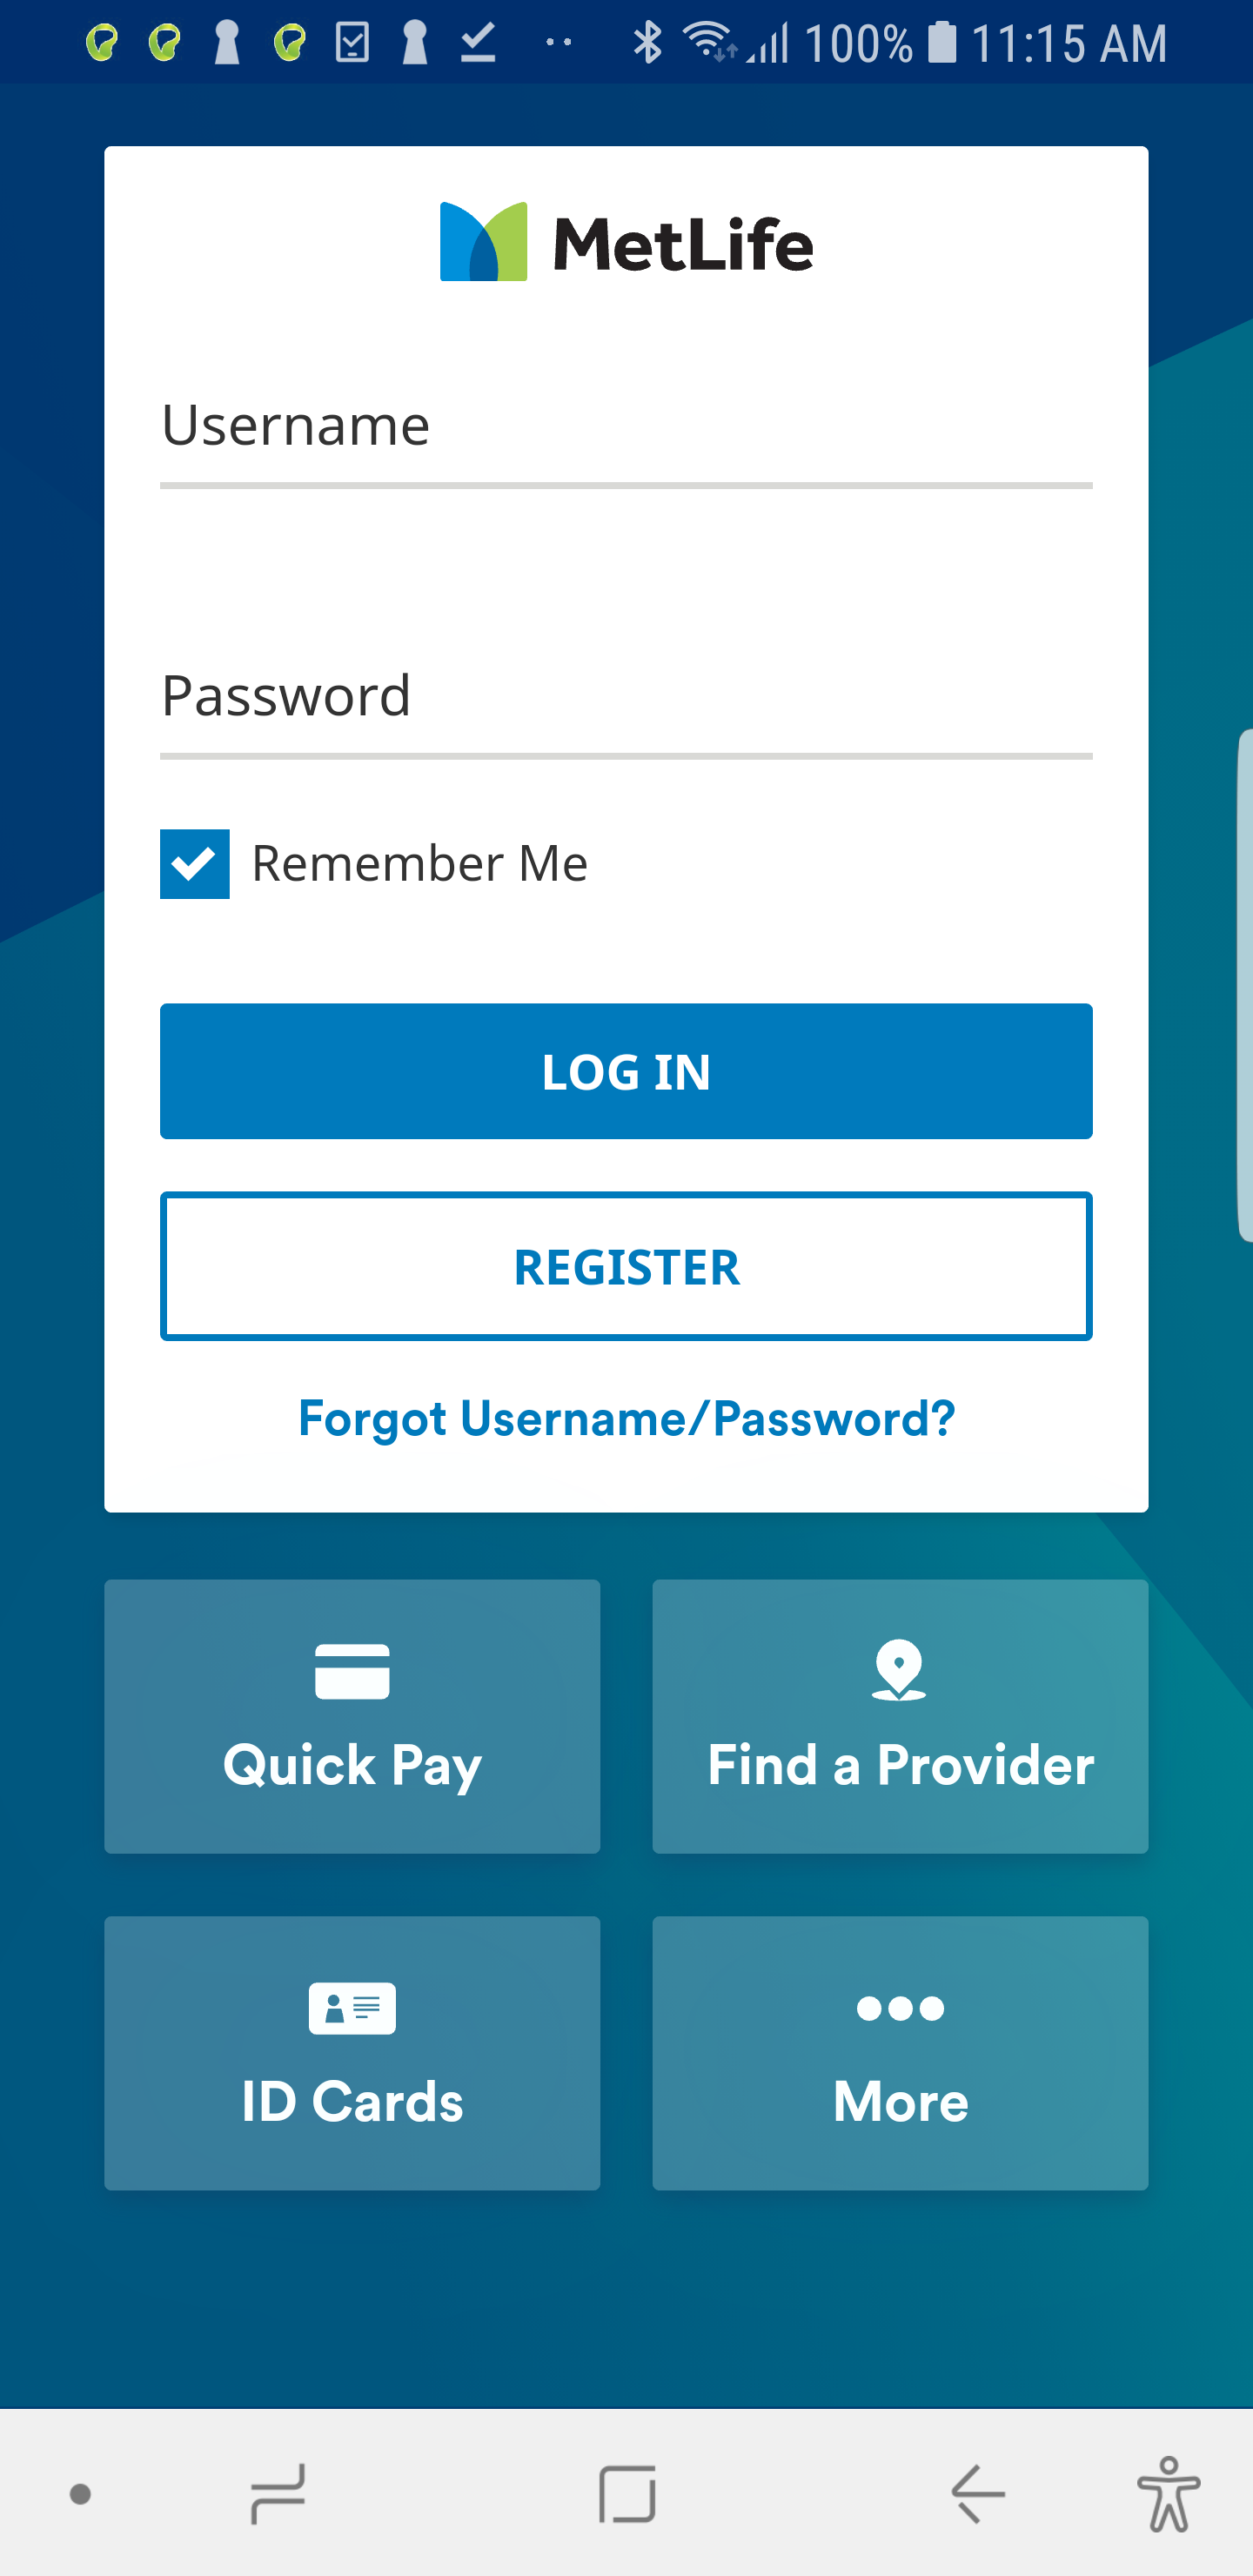 100% 11:15 AM
MetLife
Username
Password
Remember Me
LOG IN
REGISTER
Forgot Username/Password?
Quick Pay
Find a Provider
ID Cards
More